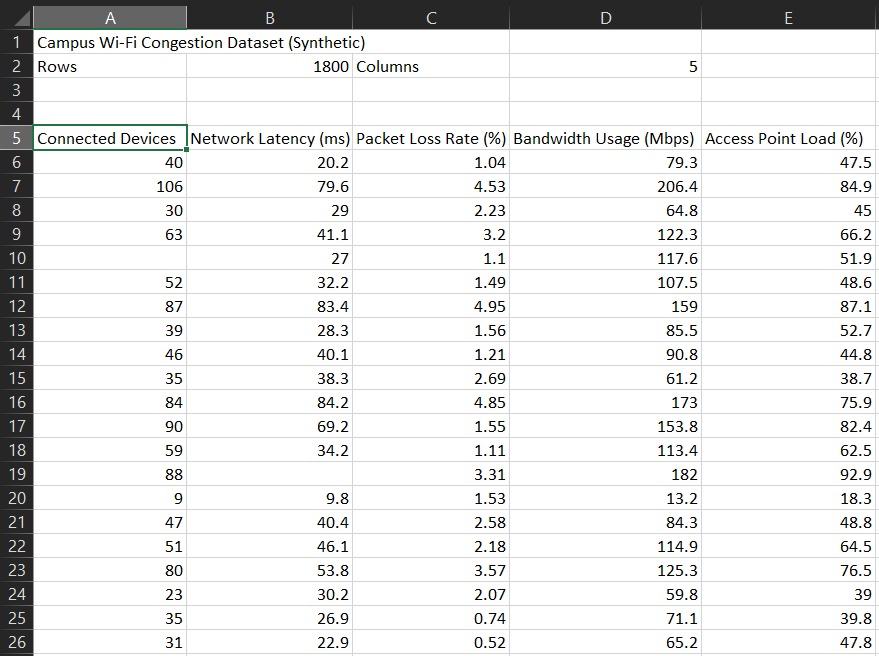 A B C D E
1 Campus Wi-Fi Congestion Dataset (Synthetic)
2 Rows 1800 Columns 5
3
4
5 Connected Devices Network Latency (ms) Packet Loss Rate (%) Bandwidth Usage (Mbps) Access Point Load (%)
6 40 20.2 1.04 79.3 47.5
7 106 79.6 4.53 206.4 84.9
8 30 29 2.23 64.8 45
9 63 41.1 3.2 122.3 66.2
10 27 1.1 117.6 51.9
11 52 32.2 1.49 107.5 48.6
12 87 83.4 4.95 159 87.1
13 39 28.3 1.56 85.5 52.7
14 46 40.1 1.21 90.8 44.8
15 35 38.3 2.69 61.2 38.7
16 84 84.2 4.85 173 75.9
17 90 69.2 1.55 153.8 82.4
18 59 34.2 1.11 113.4 62.5
19 88 3.31 182 92.9
20 9 9.8 1.53 13.2 18.3
21 47 40.4 2.58 84.3 48.8
22 51 46.1 2.18 114.9 64.5
23 80 53.8 3.57 125.3 76.5
24 23 30.2 2.07 59.8 39
25 35 26.9 0.74 71.1 39.8
26 31 22.9 0.52 65.2 47.8